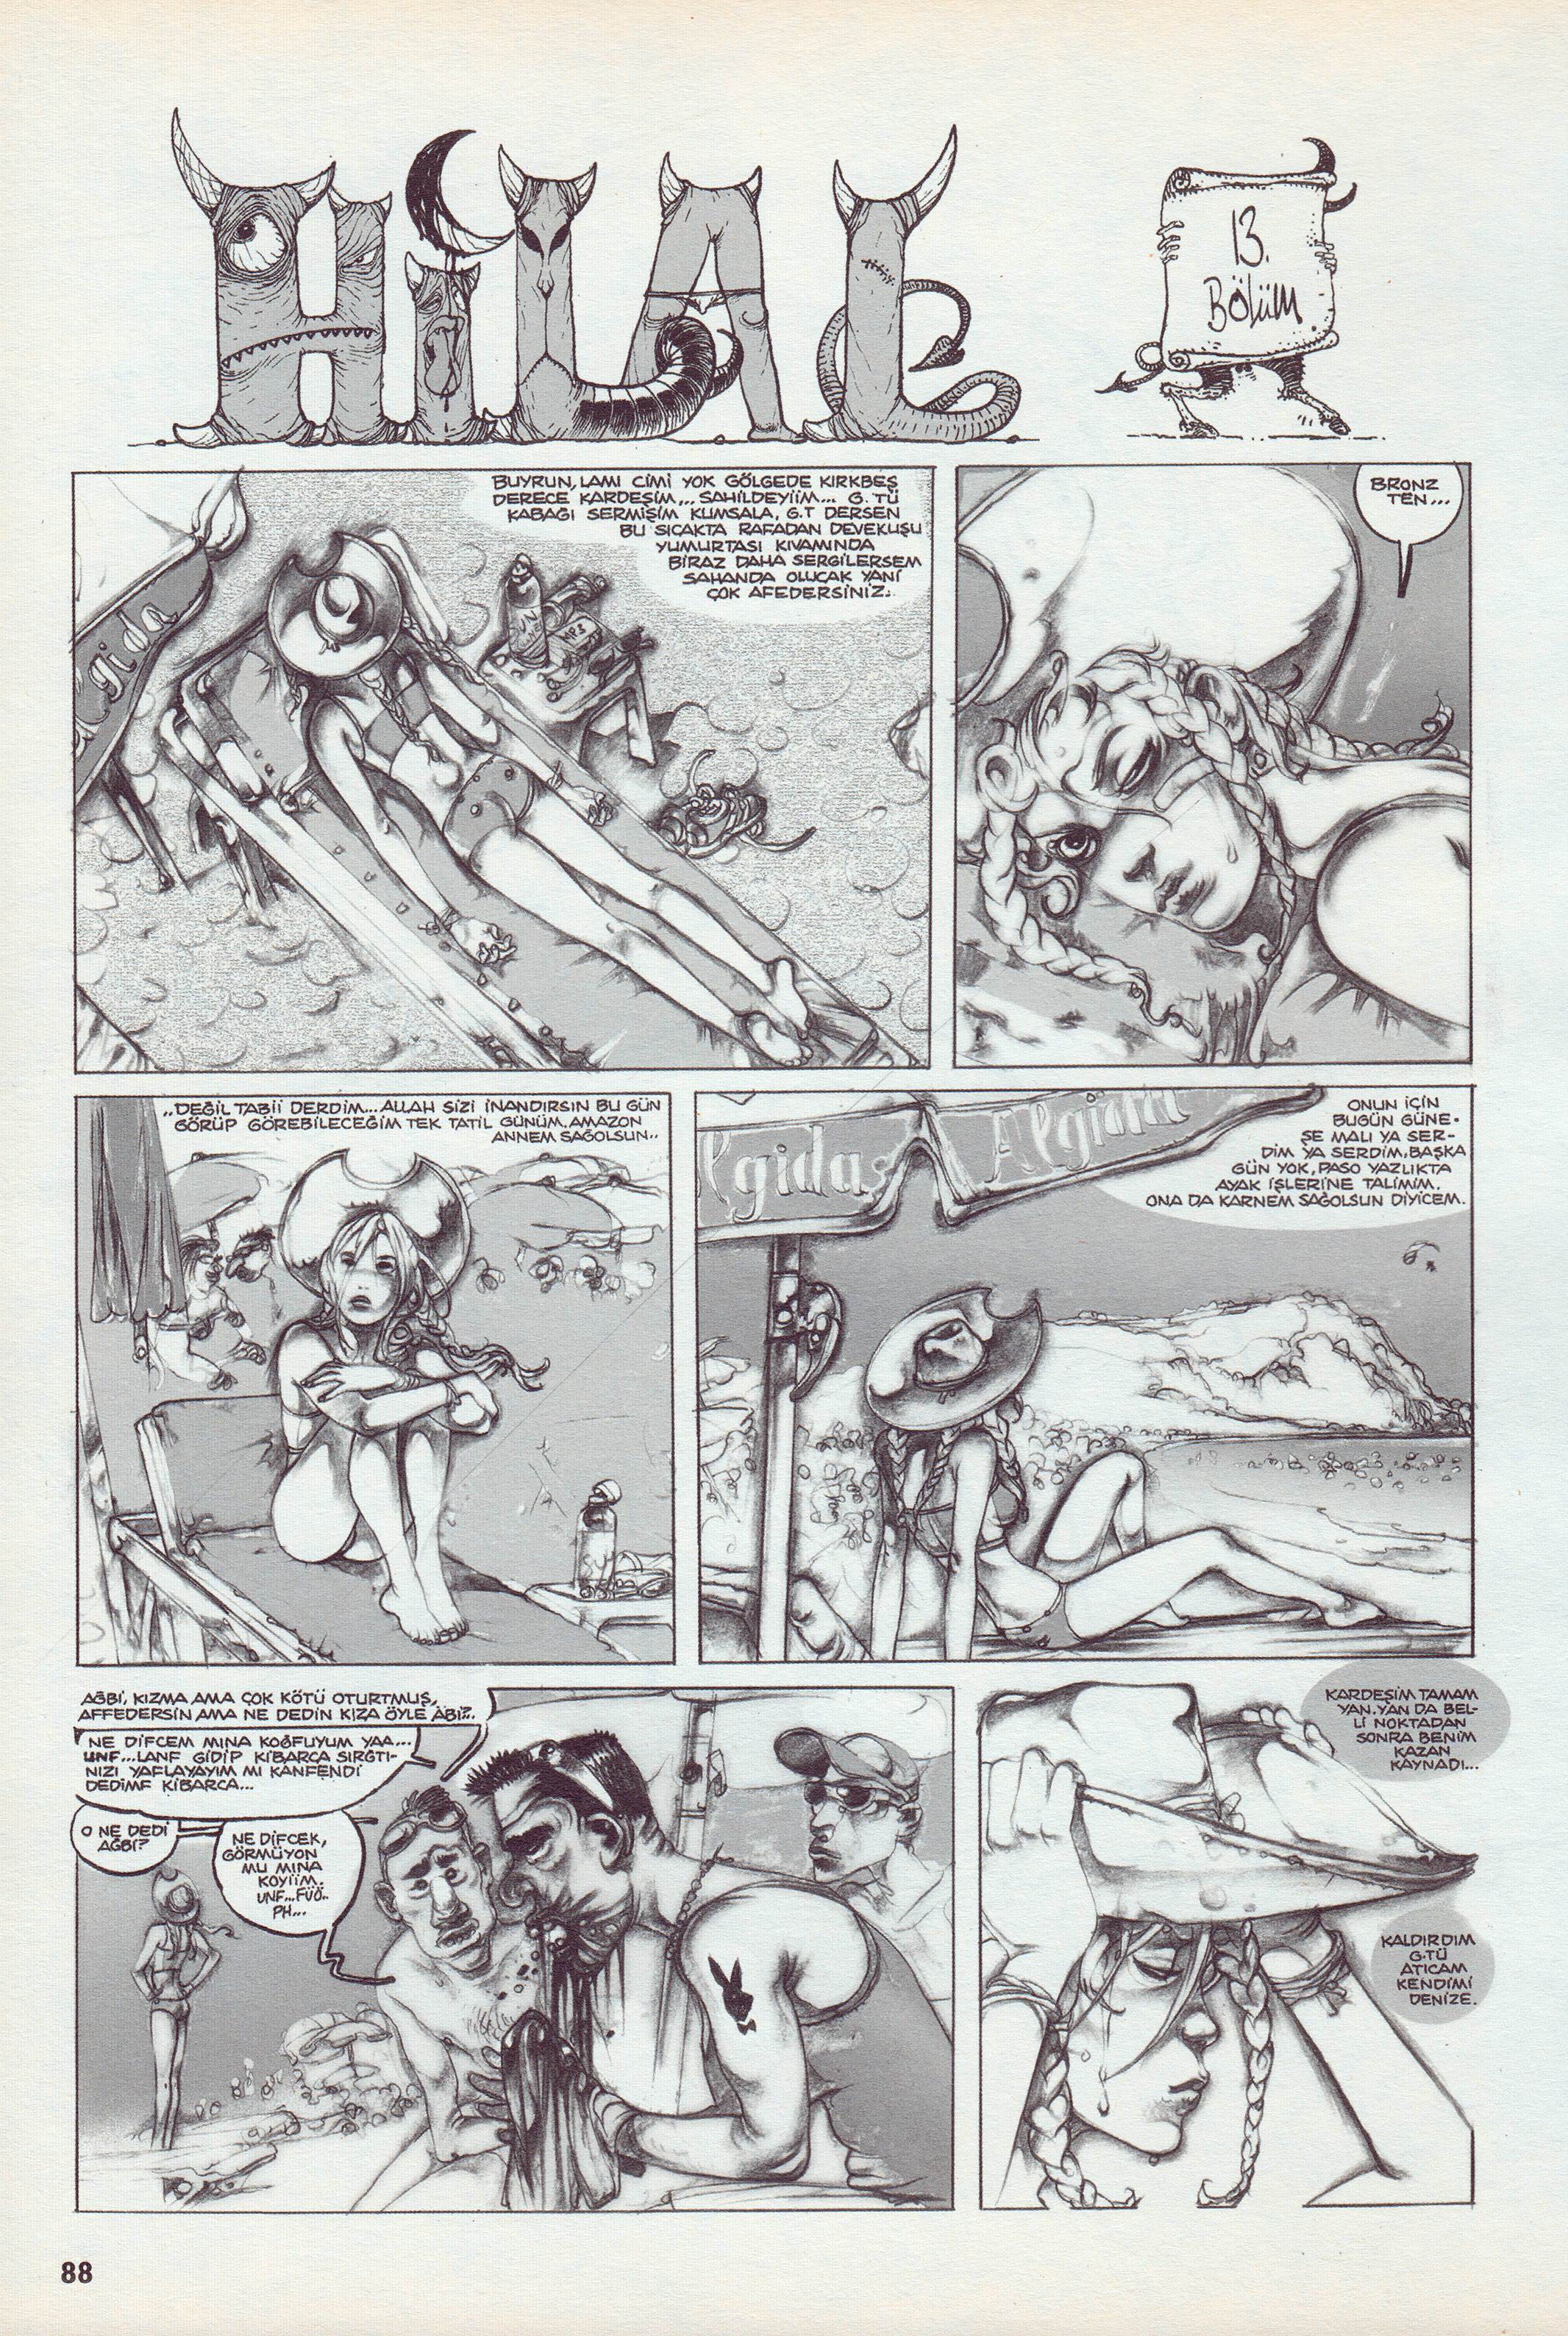 HiLAL
13.
Bölüm
BUYRUN, LAMI CİMİ YOK GÖLGEDE KIRKBEŞ
DERECE KARDEŞİM... SAHİLDEYİİM... G.TÜ
KABAĞI SERMİŞİM KUMSALA, G.T DERSEN
BU SICAKTA RAFADAN DEVEKUŞU
YUMURTASI KIVAMINDA
BİRAZ DAHA SERGİLERSEM
SAHANDA OLUCAK YANİ
ÇOK AFEDERSİNİZ.
gida
MP3
BRONZ
TEN...
..DEĞİL TABİİ DERDİM...ALLAH SİZİ İNANDIRSIN BU GÜN
GÖRÜP GÖREBİLECEĞİM TEK TATİL GÜNÜM. AMAZON
ANNEM SAĞOLSUN..
ONUN İÇİN
BUGÜN GÜNE-
ŞE MALI YA SER-
DİM YA SERDİM, BAŞKA
GÜN YOK, PASO YAZLIKTA
AYAK İŞLERİNE TALİMİM.
ONA DA KARNEM SAĞOLSUN DİYİCEM.
lgida
Algida
AĞBİ, KIZMA AMA ÇOK KÖTÜ OTURTMUŞ,
AFFEDERSİN AMA NE DEDİN KIZA ÖYLE ABİ?..
NE DİFCEM MINA KOĞFUYUM YAA...
UNF...LANF GİDİP KİBARCA SIRGTI-
NIZI YAFLAYAYIM MI KANFENDİ
DEDİMF KİBARCA...
O NE DEDİ
AĞBİ?
NE DİFCEK,
GÖRMÜYON
MU MINA
KOYİİM.
UNF...FÜÖ..
PH...
KARDEŞİM TAMAM
YAN.YAN DA BEL-
Lİ NOKTADAN
SONRA BENİM
KAZAN
KAYNADI...
KALDIRDIM
G.TÜ
ATICAM
KENDİMİ
DENİZE.
88